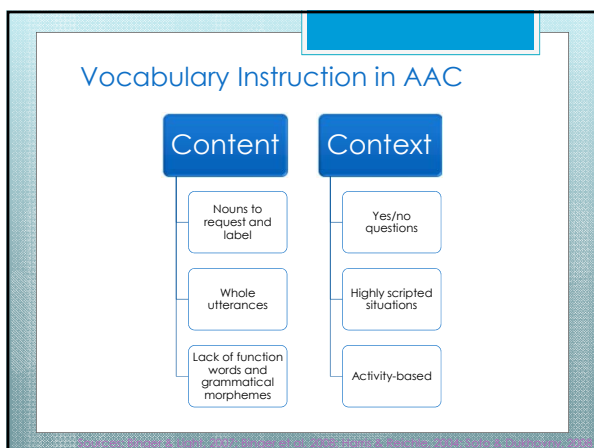 Vocabulary Instruction in AAC
Content
Nouns to
request and
label
Whole
utterances
Lack of function
words and
grammatical
morphemes
Context
Yes/no
questions
Highly scripted
situations
Activity-based